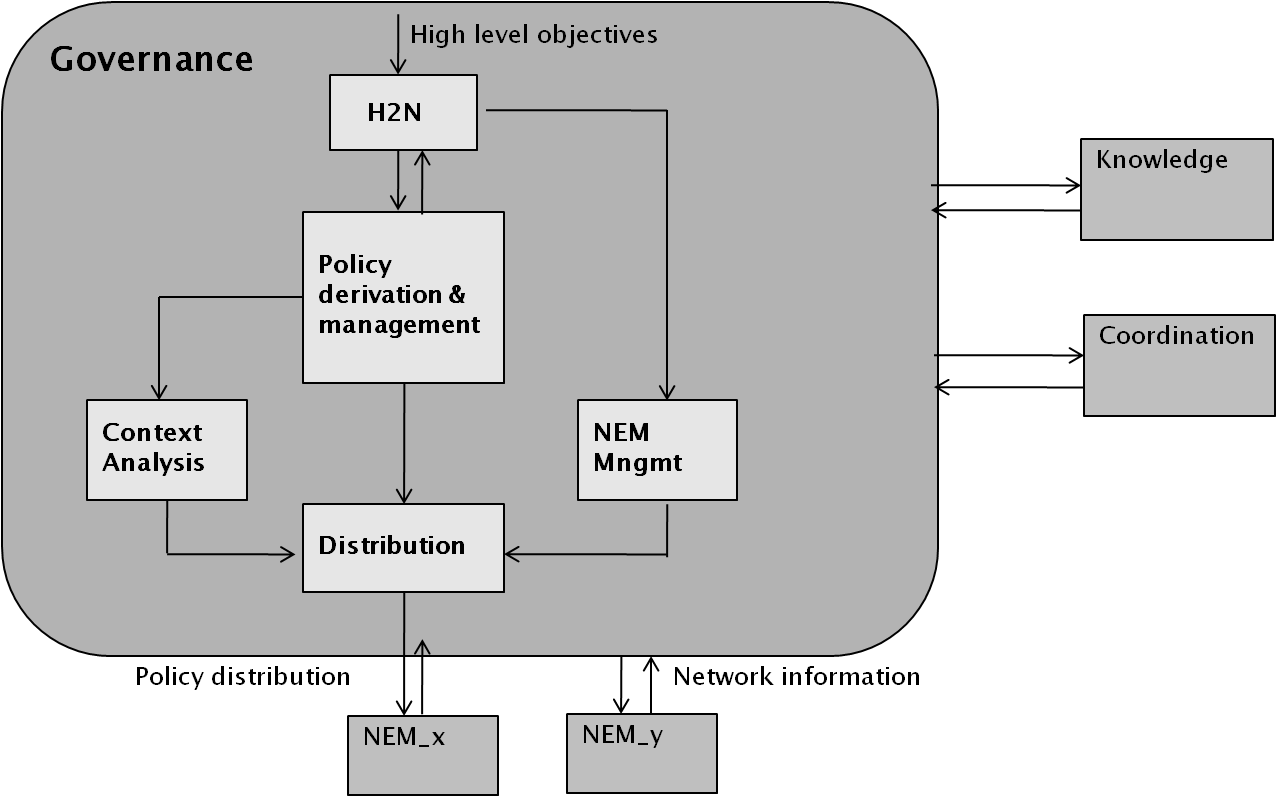 High level objectives
Governance
H2N
Knowledge
Policy
derivation &
management
Coordination
Context
Analysis
NEM
Mngmt
Distribution
Policy distribution
Network information
NEM_x
NEM_y